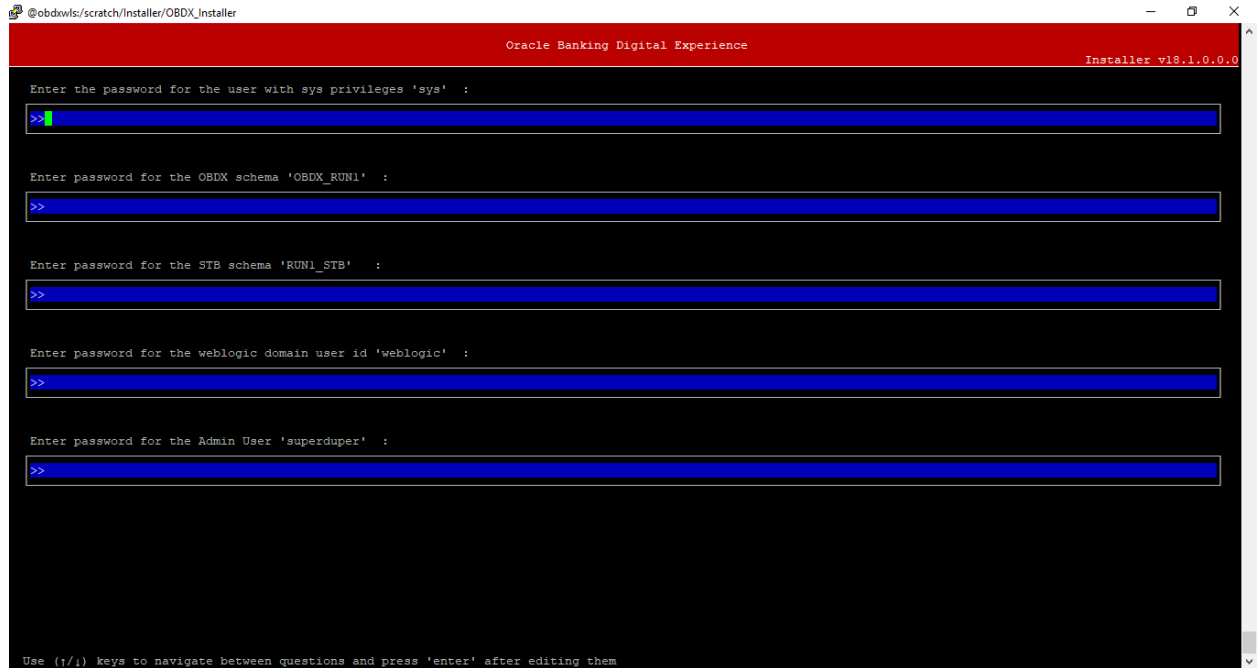 @obdxwls:/scratch/Installer/OBDX_Installer
Oracle Banking Digital Experience
Installer v18.1.0.0.0
Enter the password for the user with sys privileges 'sys'  :
>>
Enter password for the OBDX schema 'OBDX_RUN1'  :
>>
Enter password for the STB schema 'RUN1_STB'   :
>>
Enter password for the weblogic domain user id 'weblogic'  :
>>
Enter password for the Admin User 'superduper'  :
>>
Use (↑/↓) keys to navigate between questions and press 'enter' after editing them